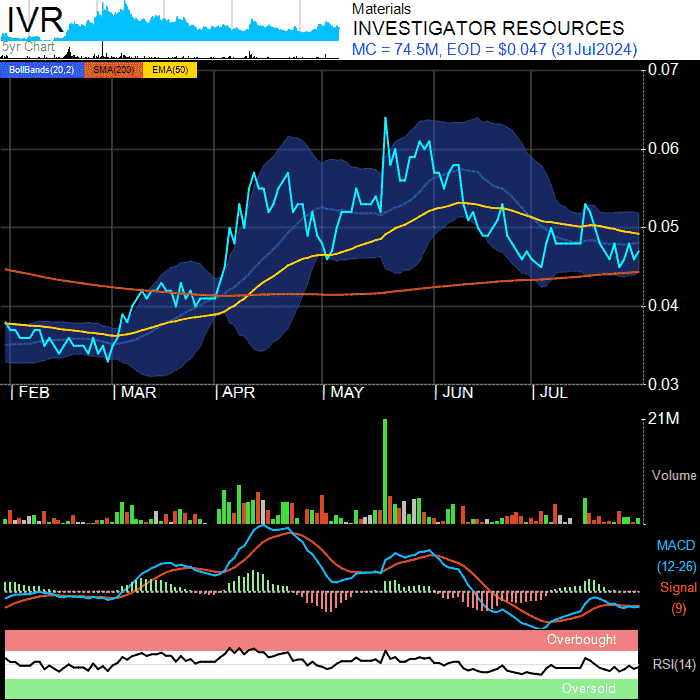 IVR
5yr Chart
Materials
INVESTIGATOR RESOURCES
MC = 74.5M, EOD = $0.047 (31Jul2024)
BollBands(20,2) SMA(200) EMA(50)
0.07
0.06
0.05
0.04
0.03
FEB MAR APR MAY JUN JUL
21M
Volume
MACD
(12-26)
Signal
(9)
Overbought
RSI(14)
Oversold